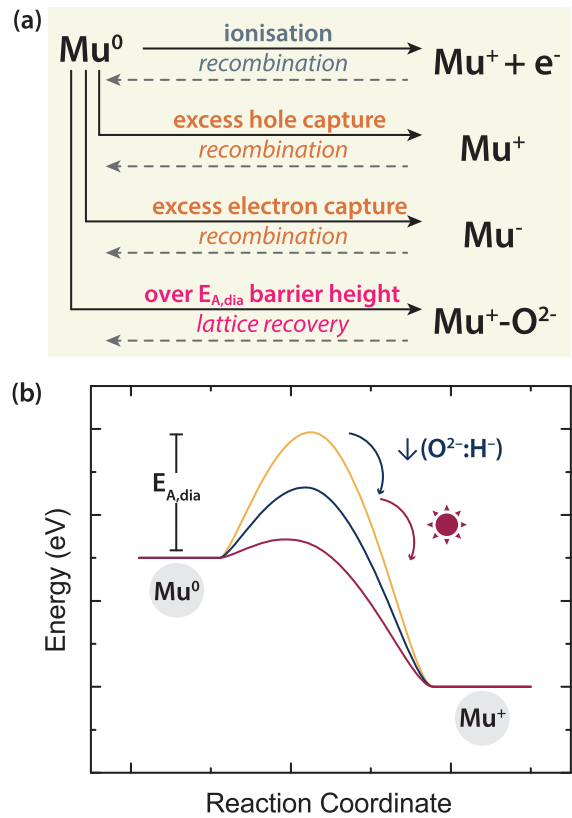 (a)
Mu⁰
ionisation
recombination
Mu⁺ + e⁻
excess hole capture
recombination
Mu⁺
excess electron capture
recombination
Mu⁻
over E_A,dia barrier height
lattice recovery
Mu⁺-O²⁻
(b)
↓(O²⁻:H⁻)
E_A,dia
Mu⁰
Mu⁺
Energy (eV)
Reaction Coordinate